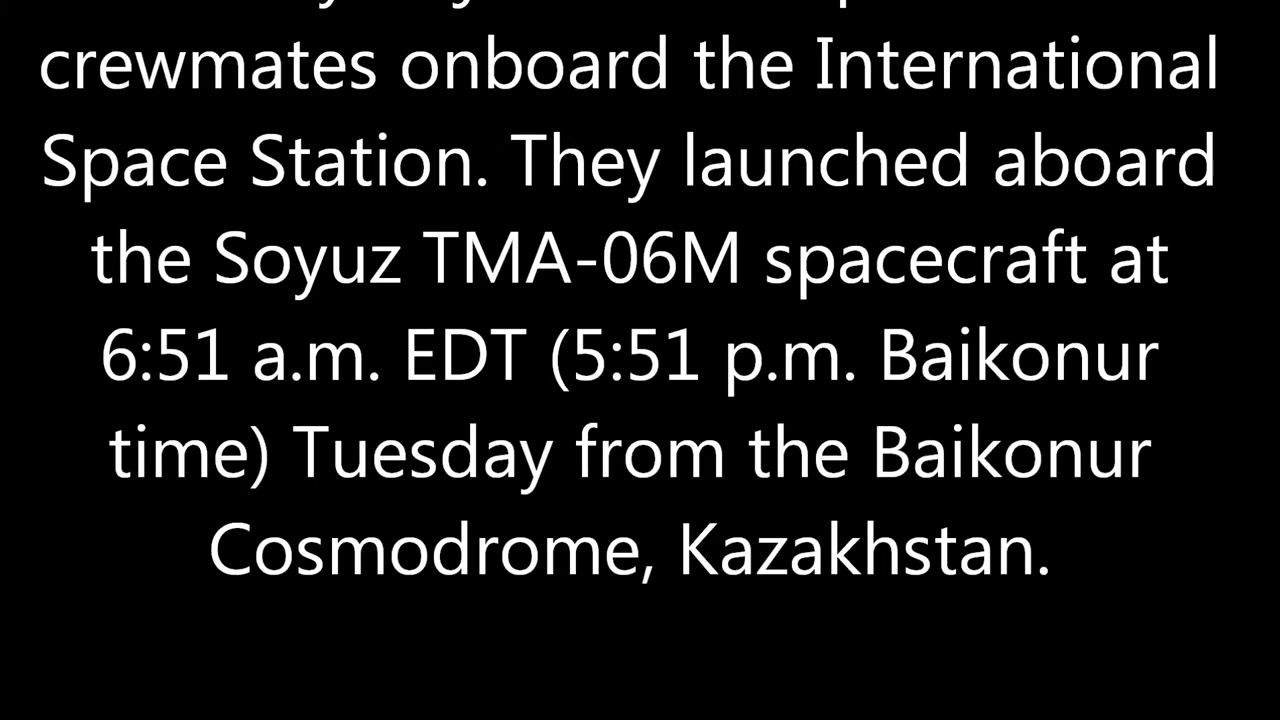 crewmates onboard the International
Space Station. They launched aboard
the Soyuz TMA-06M spacecraft at
6:51 a.m. EDT (5:51 p.m. Baikonur
time) Tuesday from the Baikonur
Cosmodrome, Kazakhstan.